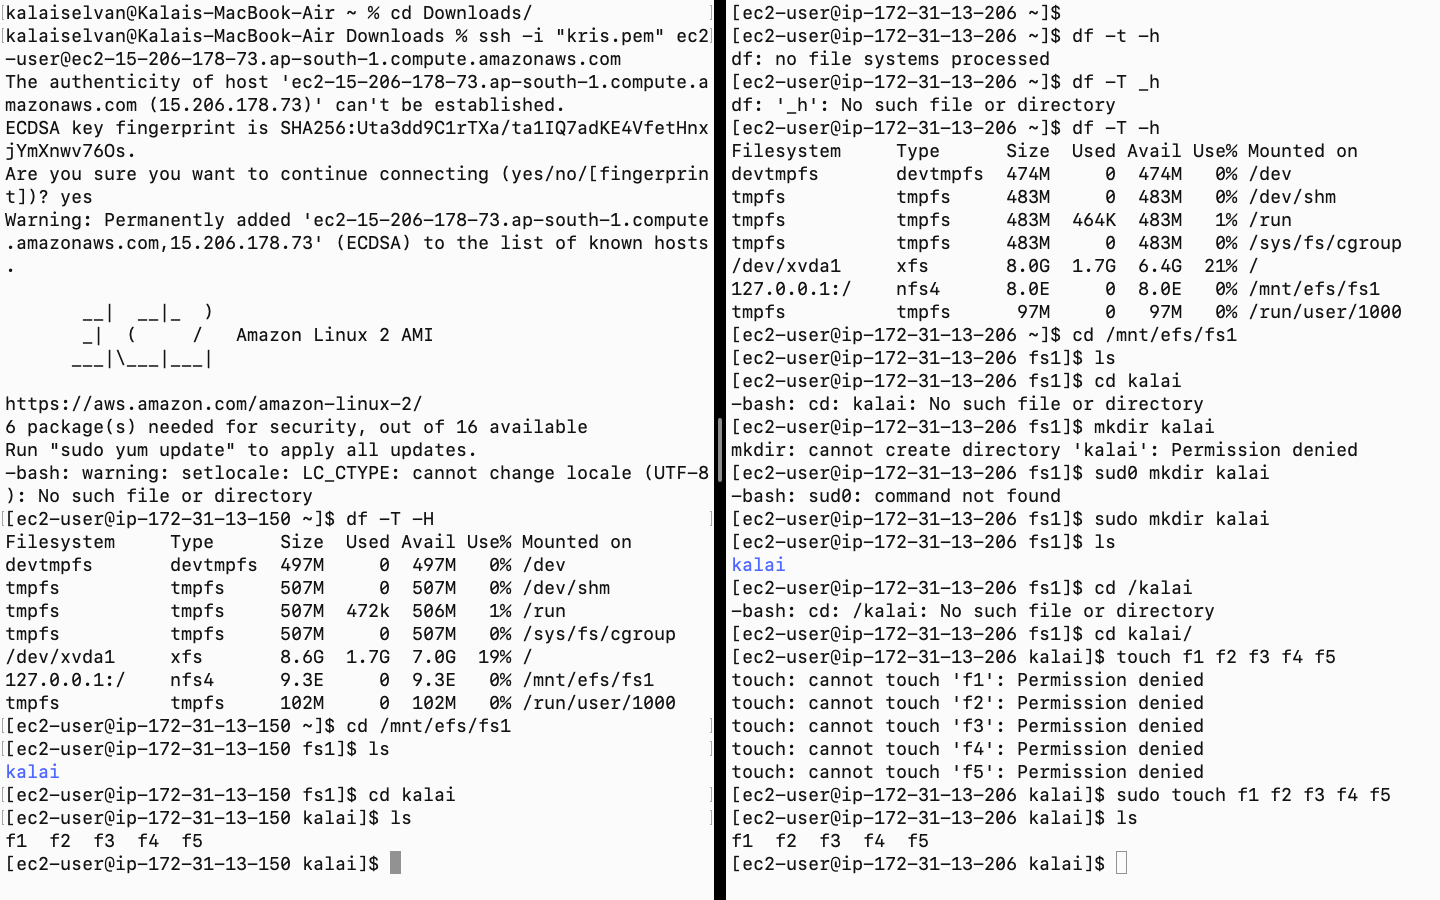 [kalaiselvan@Kalais-MacBook-Air ~ % cd Downloads/ ]
[kalaiselvan@Kalais-MacBook-Air Downloads % ssh -i "kris.pem" ec2]
-user@ec2-15-206-178-73.ap-south-1.compute.amazonaws.com
The authenticity of host 'ec2-15-206-178-73.ap-south-1.compute.a
mazonaws.com (15.206.178.73)' can't be established.
ECDSA key fingerprint is SHA256:Uta3dd9C1rTXa/ta1IQ7adKE4VfetHnx
jYmXnwv76Os.
Are you sure you want to continue connecting (yes/no/[fingerprin
t])? yes
Warning: Permanently added 'ec2-15-206-178-73.ap-south-1.compute
.amazonaws.com,15.206.178.73' (ECDSA) to the list of known hosts
.
       __|  __|_  )
       _|  (     /   Amazon Linux 2 AMI
      ___|\___|___|
https://aws.amazon.com/amazon-linux-2/
6 package(s) needed for security, out of 16 available
Run "sudo yum update" to apply all updates.
-bash: warning: setlocale: LC_CTYPE: cannot change locale (UTF-8
): No such file or directory
[[ec2-user@ip-172-31-13-150 ~]$ df -T -H ]
Filesystem     Type      Size  Used Avail Use% Mounted on
devtmpfs       devtmpfs  497M     0  497M   0% /dev
tmpfs          tmpfs     507M     0  507M   0% /dev/shm
tmpfs          tmpfs     507M  472k  506M   1% /run
tmpfs          tmpfs     507M     0  507M   0% /sys/fs/cgroup
/dev/xvda1     xfs       8.6G  1.7G  7.0G  19% /
127.0.0.1:/    nfs4      9.3E     0  9.3E   0% /mnt/efs/fs1
tmpfs          tmpfs     102M     0  102M   0% /run/user/1000
[[ec2-user@ip-172-31-13-150 ~]$ cd /mnt/efs/fs1 ]
[[ec2-user@ip-172-31-13-150 fs1]$ ls ]
kalai
[[ec2-user@ip-172-31-13-150 fs1]$ cd kalai ]
[[ec2-user@ip-172-31-13-150 kalai]$ ls ]
f1  f2  f3  f4  f5
[ec2-user@ip-172-31-13-150 kalai]$
[ec2-user@ip-172-31-13-206 ~]$
[ec2-user@ip-172-31-13-206 ~]$ df -t -h
df: no file systems processed
[ec2-user@ip-172-31-13-206 ~]$ df -T _h
df: '_h': No such file or directory
[ec2-user@ip-172-31-13-206 ~]$ df -T -h
Filesystem     Type      Size  Used Avail Use% Mounted on
devtmpfs       devtmpfs  474M     0  474M   0% /dev
tmpfs          tmpfs     483M     0  483M   0% /dev/shm
tmpfs          tmpfs     483M  464K  483M   1% /run
tmpfs          tmpfs     483M     0  483M   0% /sys/fs/cgroup
/dev/xvda1     xfs       8.0G  1.7G  6.4G  21% /
127.0.0.1:/    nfs4      8.0E     0  8.0E   0% /mnt/efs/fs1
tmpfs          tmpfs      97M     0   97M   0% /run/user/1000
[ec2-user@ip-172-31-13-206 ~]$ cd /mnt/efs/fs1
[ec2-user@ip-172-31-13-206 fs1]$ ls
[ec2-user@ip-172-31-13-206 fs1]$ cd kalai
-bash: cd: kalai: No such file or directory
[ec2-user@ip-172-31-13-206 fs1]$ mkdir kalai
mkdir: cannot create directory 'kalai': Permission denied
[ec2-user@ip-172-31-13-206 fs1]$ sud0 mkdir kalai
-bash: sud0: command not found
[ec2-user@ip-172-31-13-206 fs1]$ sudo mkdir kalai
[ec2-user@ip-172-31-13-206 fs1]$ ls
kalai
[ec2-user@ip-172-31-13-206 fs1]$ cd /kalai
-bash: cd: /kalai: No such file or directory
[ec2-user@ip-172-31-13-206 fs1]$ cd kalai/
[ec2-user@ip-172-31-13-206 kalai]$ touch f1 f2 f3 f4 f5
touch: cannot touch 'f1': Permission denied
touch: cannot touch 'f2': Permission denied
touch: cannot touch 'f3': Permission denied
touch: cannot touch 'f4': Permission denied
touch: cannot touch 'f5': Permission denied
[ec2-user@ip-172-31-13-206 kalai]$ sudo touch f1 f2 f3 f4 f5
[ec2-user@ip-172-31-13-206 kalai]$ ls
f1  f2  f3  f4  f5
[ec2-user@ip-172-31-13-206 kalai]$